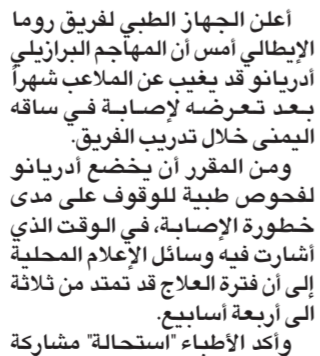 أعلن الجهاز الطبي لفريق روما
الإيطالي أمس أن المهاجم البرازيلي
أدريانو قد يغيب عن الملاعب شهراً
بعد تعرضه لإصابة في ساقه
اليمنى خلال تدريب الفريق.
ومن المقرر أن يخضع أدريانو
لفحوص طبية للوقوف على مدى
خطورة الإصابة، في الوقت الذي
أشارت فيه وسائل الإعلام المحلية
إلى أن فترة العلاج قد تمتد من ثلاثة
الى أربعة أسابيع.
وأكد الأطباء "استحالة" مشاركة